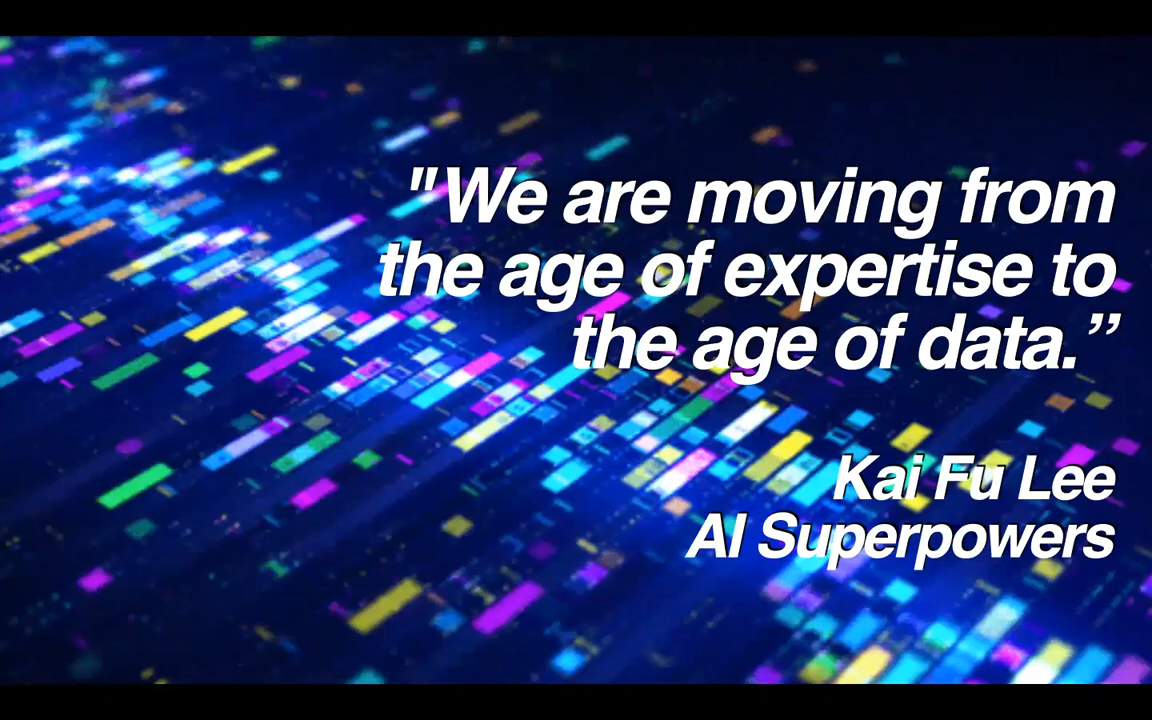 "We are moving from
the age of expertise to
the age of data.”
Kai Fu Lee
AI Superpowers